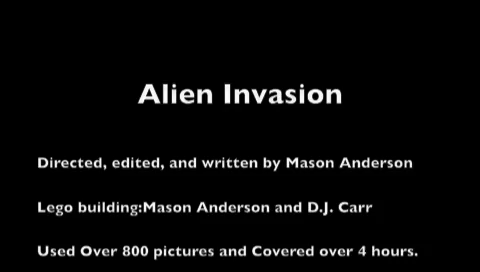 Alien Invasion
Directed, edited, and written by Mason Anderson
Lego building:Mason Anderson and D.J. Carr
Used Over 800 pictures and Covered over 4 hours.